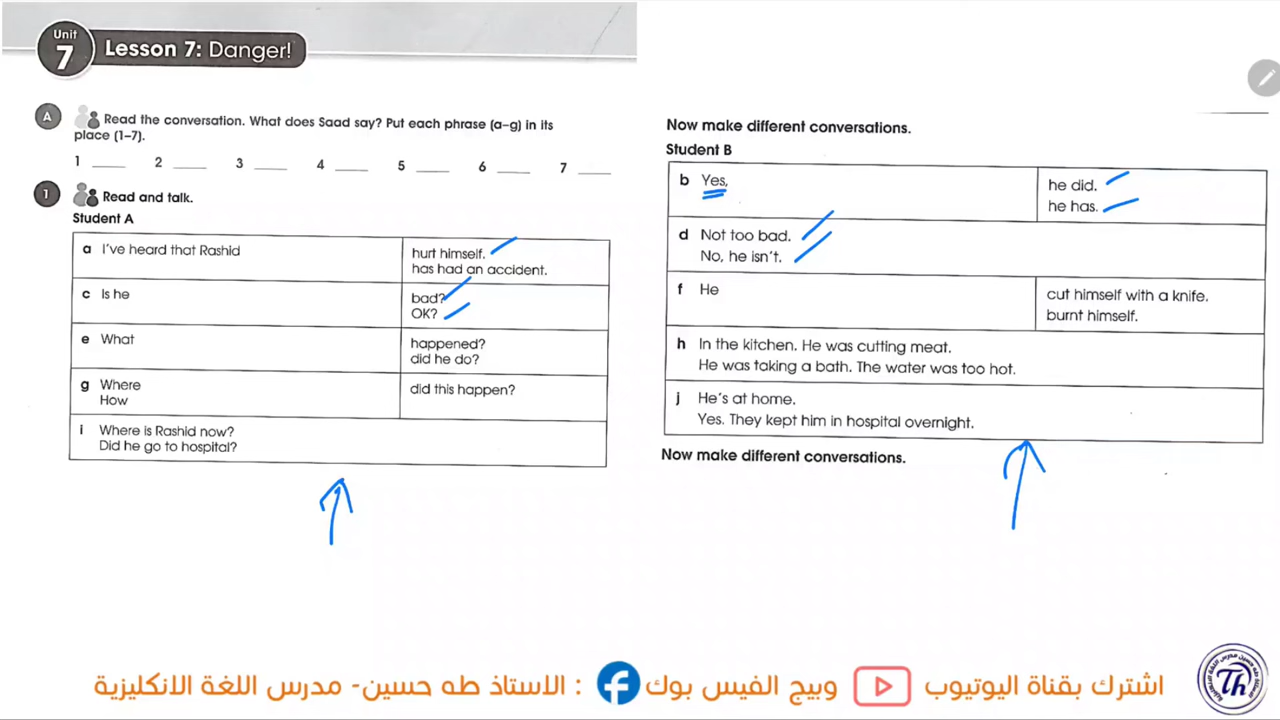 Unit
7
Lesson 7: Danger!
A
Read the conversation. What does Saad say? Put each phrase (a–g) in its
place (1–7).
1 ____ 2 ____ 3 ____ 4 ____ 5 ____ 6 ____ 7 ____
1
Read and talk.
Student A
a I've heard that Rashid
hurt himself.
has had an accident.
c Is he
bad?
OK?
e What
happened?
did he do?
g Where
How
did this happen?
i Where is Rashid now?
Did he go to hospital?
Now make different conversations.
Student B
b Yes,
he did.
he has.
d Not too bad.
No, he isn't.
f He
cut himself with a knife.
burnt himself.
h In the kitchen. He was cutting meat.
He was taking a bath. The water was too hot.
j He's at home.
Yes. They kept him in hospital overnight.
Now make different conversations.
اشترك بقناة اليوتيوب وبيج الفيس بوك : الاستاذ طه حسين- مدرس اللغة الانكليزية
Th